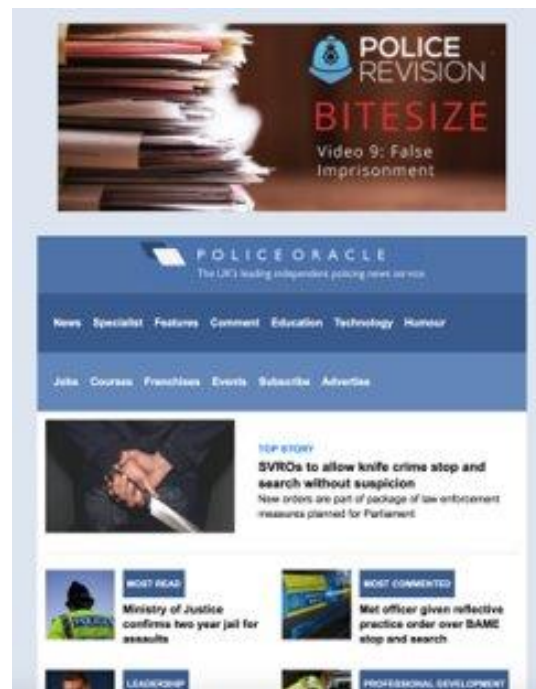 POLICE
REVISION
BITESIZE
Video 9: False
Imprisonment
POLICE ORACLE
The UK's leading independent policing news service
News Specialist Features Comment Education Technology Humour
Jobs Courses Franchises Events Subscribe Advertise
TOP STORY
SVROs to allow knife crime stop and
search without suspicion
New orders are part of package of law enforcement
measures planned for Parliament
MOST READ
Ministry of Justice
confirms two year jail for
assaults
MOST COMMENTED
Met officer given reflective
practice order over BAME
stop and search
LEADERSHIP
PROFESSIONAL DEVELOPMENT